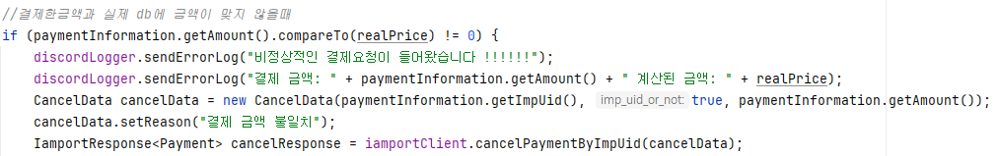 //결제한금액과 실제 db에 금액이 맞지 않을때
if (paymentInformation.getAmount().compareTo(realPrice) != 0) {
discordLogger.sendErrorLog("비정상적인 결제요청이 들어왔습니다 !!!!!!");
discordLogger.sendErrorLog("결제 금액: " + paymentInformation.getAmount() + " 계산된 금액: " + realPrice);
CancelData cancelData = new CancelData(paymentInformation.getImpUid(), imp_uid_or_not: true, paymentInformation.getAmount());
cancelData.setReason("결제 금액 불일치");
IamportResponse<Payment> cancelResponse = iamportClient.cancelPaymentByImpUid(cancelData);